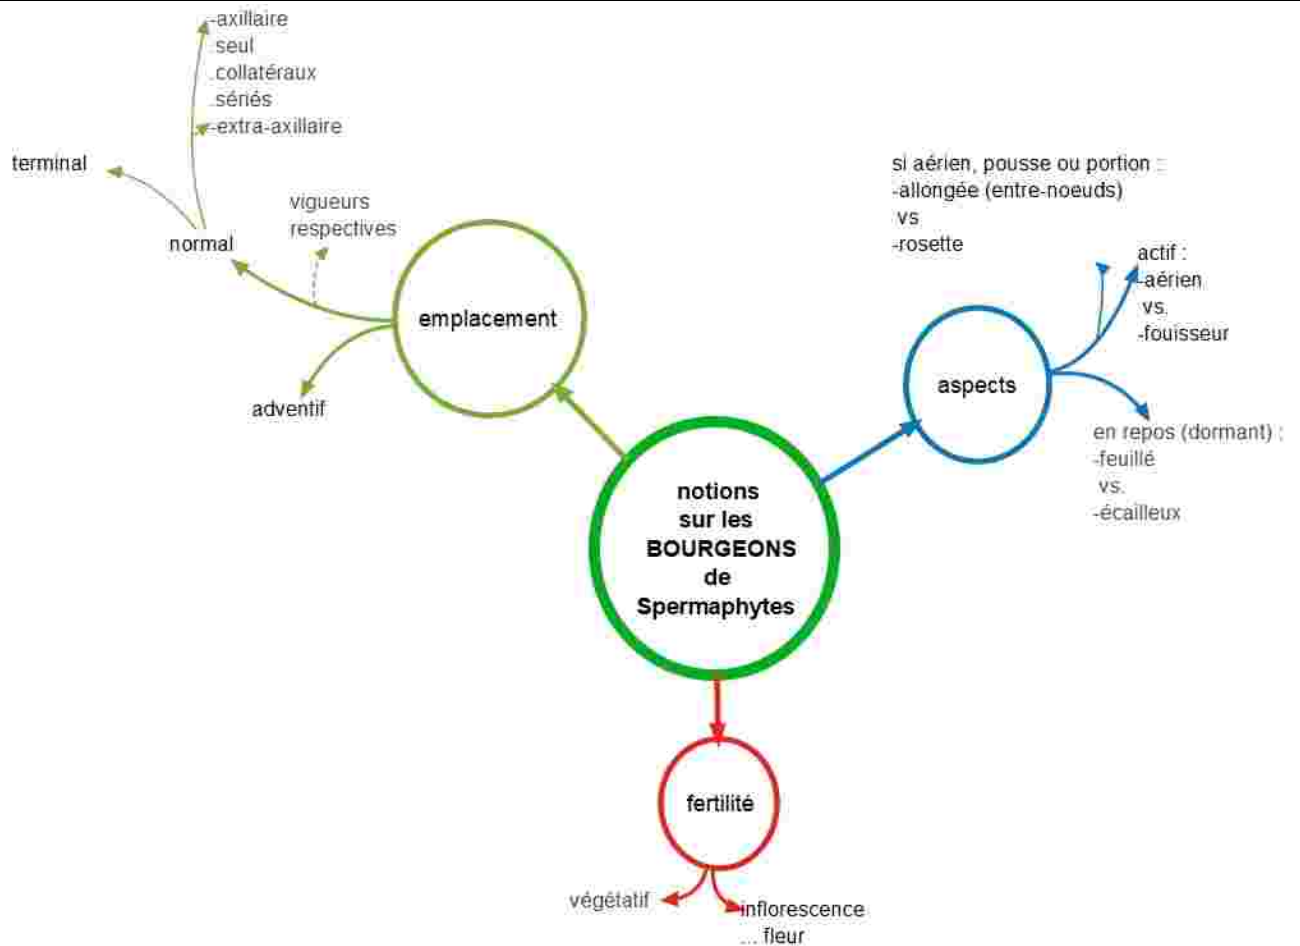 -axillaire
.seul
.collatéraux
.sériés
-extra-axillaire
terminal
vigueurs
respectives
normal
emplacement
adventif
si aérien, pousse ou portion :
-allongée (entre-noeuds)
vs
-rosette
actif :
-aérien
vs.
-fouisseur
aspects
en repos (dormant) :
-feuillé
vs.
-écailleux
notions
sur les
BOURGEONS
de
Spermaphytes
fertilité
végétatif
inflorescence
... fleur